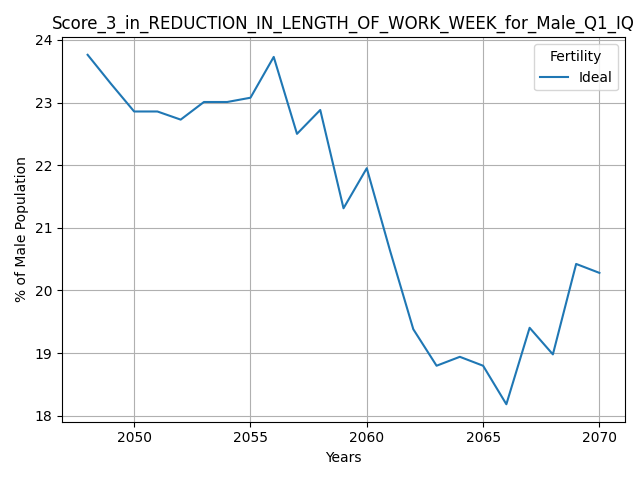 Score_3_in_REDUCTION_IN_LENGTH_OF_WORK_WEEK_for_Male_Q1_IQ
24
23
22
21
20
19
18
% of Male Population
Fertility
Ideal
2050 2055 2060 2065 2070
Years